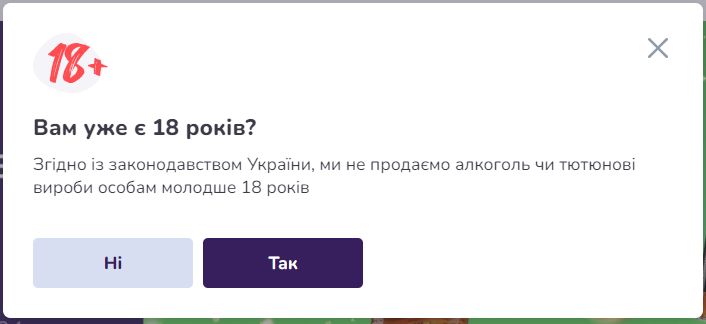 18+
Вам уже є 18 років?
Згідно із законодавством України, ми не продаємо алкоголь чи тютюнові
вироби особам молодше 18 років
Ні
Так